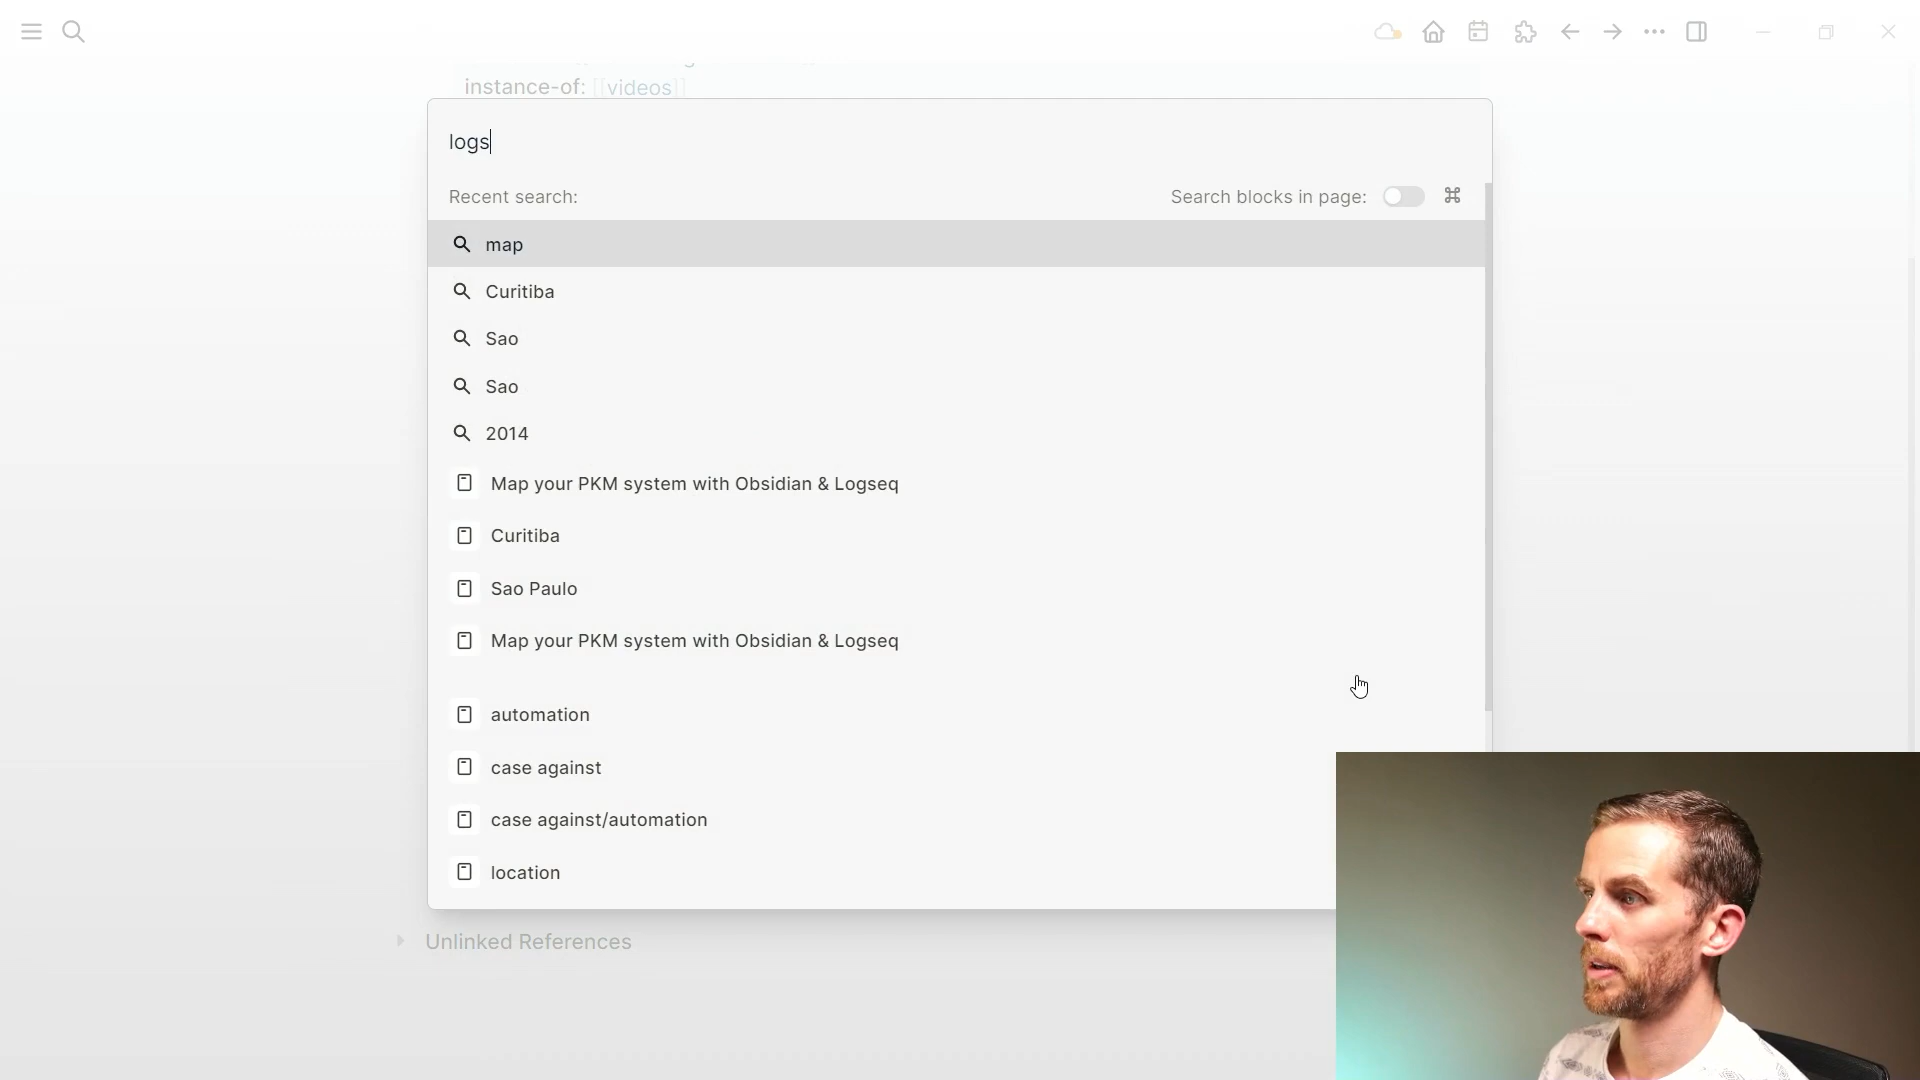 instance-of: [[videos]]
logs
Recent search:
Search blocks in page:
map
Curitiba
Sao
Sao
2014
Map your PKM system with Obsidian & Logseq
Curitiba
Sao Paulo
Map your PKM system with Obsidian & Logseq
automation
case against
case against/automation
location
Unlinked References